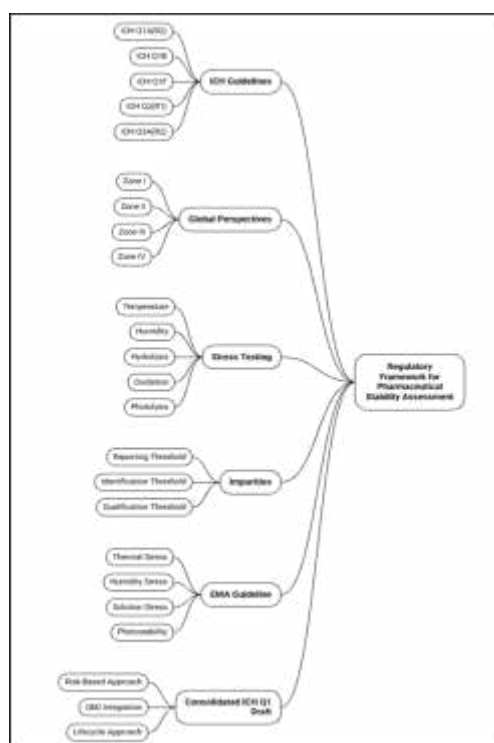 ICH Q1A(R2)
ICH Q1B
ICH Q1F
ICH Q2(R1)
ICH Q3A(R2)
ICH Guidelines
Zone I
Zone II
Zone III
Zone IV
Global Perspectives
Temperature
Humidity
Hydrolysis
Oxidation
Photolysis
Stress Testing
Reporting Threshold
Identification Threshold
Qualification Threshold
Impurities
Thermal Stress
Humidity Stress
Solution Stress
Photostability
EMA Guideline
Risk-Based Approach
QbD Integration
Lifecycle Approach
Consolidated ICH Q1
Draft
Regulatory
Framework for
Pharmaceutical
Stability Assessment